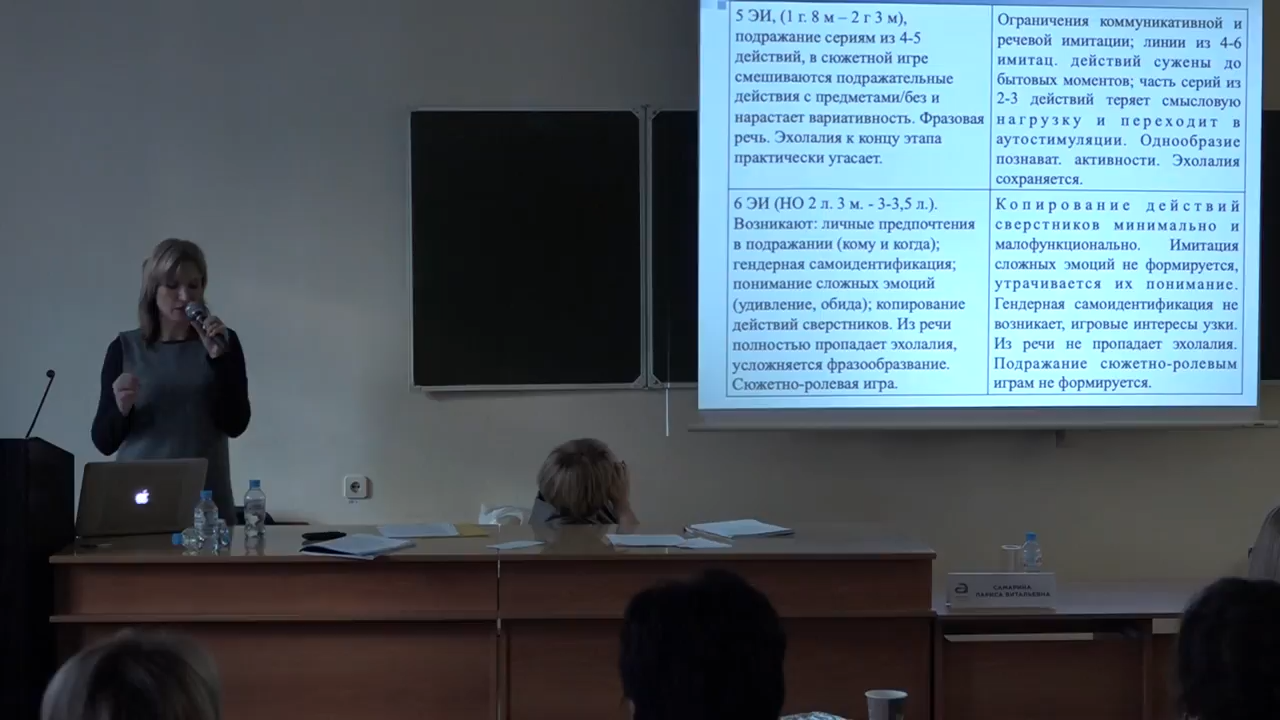 5 ЭИ, (1 г. 8 м – 2 г 3 м),
подражание сериям из 4-5
действий, в сюжетной игре
смешиваются подражательные
действия с предметами/без и
нарастает вариативность. Фразовая
речь. Эхолалия к концу этапа
практически угасает.
Ограничения коммуникативной и
речевой имитации; линии из 4-6
имитац. действий сужены до
бытовых моментов; часть серий из
2-3 действий теряет смысловую
нагрузку и переходит в
аутостимуляции. Однообразие
познават. активности. Эхолалия
сохраняется.
6 ЭИ (НО 2 л. 3 м. - 3-3,5 л.).
Возникают: личные предпочтения
в подражании (кому и когда);
гендерная самоидентификация;
понимание сложных эмоций
(удивление, обида); копирование
действий сверстников. Из речи
полностью пропадает эхолалия,
усложняется фразообразование.
Сюжетно-ролевая игра.
Копирование действий
сверстников минимально и
малофункционально. Имитация
сложных эмоций не формируется,
утрачивается их понимание.
Гендерная самоидентификация не
возникает, игровые интересы узки.
Из речи не пропадает эхолалия.
Подражание сюжетно-ролевым
играм не формируется.
САМАРИНА
ЛАРИСА ВИТАЛЬЕВНА